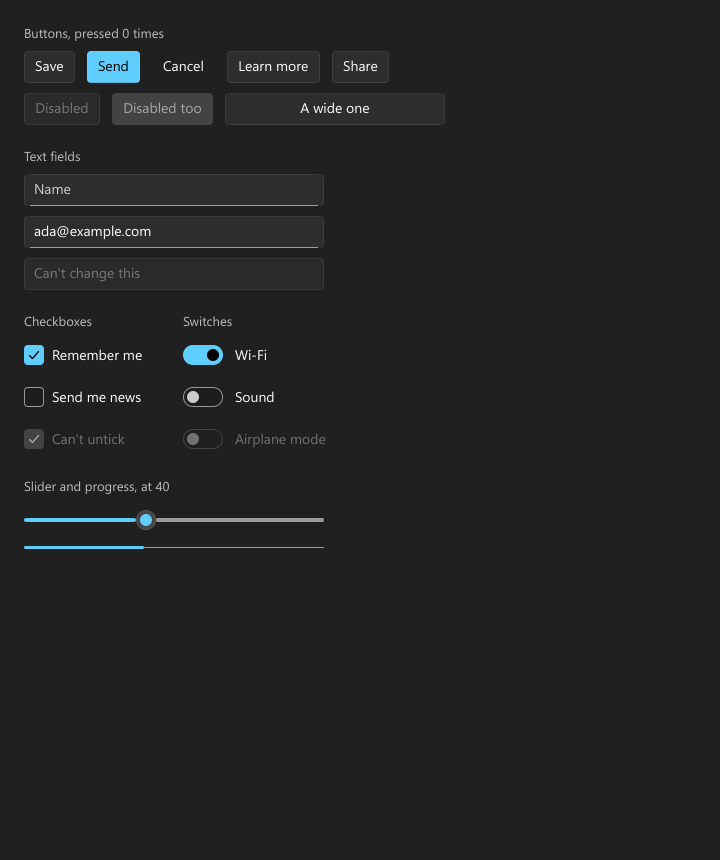 Buttons, pressed 0 times
Save Send Cancel Learn more Share
Disabled Disabled too A wide one
Text fields
Name
ada@example.com
Can't change this
Checkboxes Switches
Remember me Wi-Fi
Send me news Sound
Can't untick Airplane mode
Slider and progress, at 40